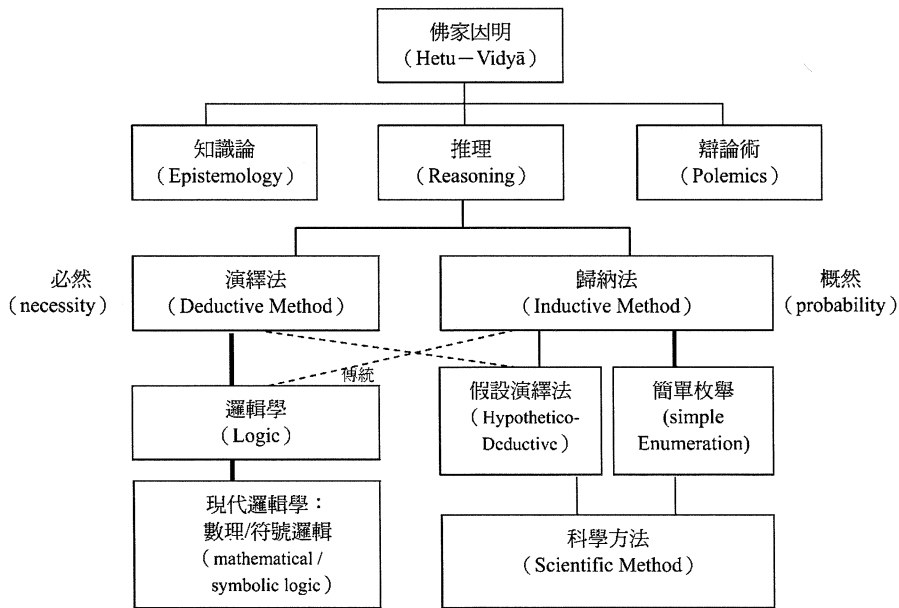 佛家因明
（Hetu－Vidyā）
知識論
（Epistemology）
推理
（Reasoning）
辯論術
（Polemics）
必然
（necessity）
演繹法
（Deductive Method）
歸納法
（Inductive Method）
概然
（probability）
傳統
邏輯學
（Logic）
假設演繹法
（Hypothetico-
Deductive）
簡單枚舉
(simple
Enumeration)
現代邏輯學：
數理/符號邏輯
（mathematical /
symbolic logic）
科學方法
（Scientific Method）